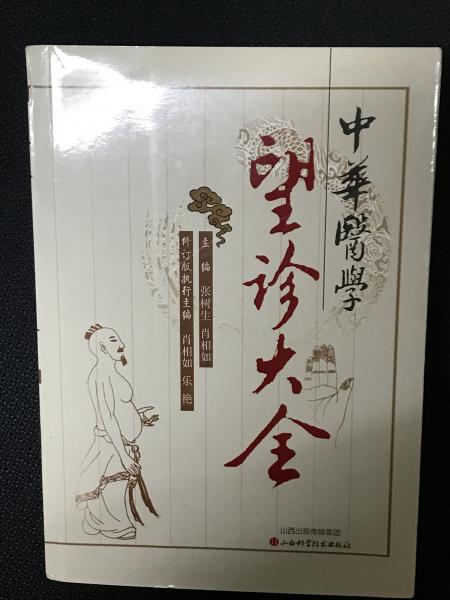 中华醫學
望诊大全
主 编 张树生 肖相如
修订版执行主编 肖相如 乐 艳
山西出版传媒集团
山西科学技术出版社